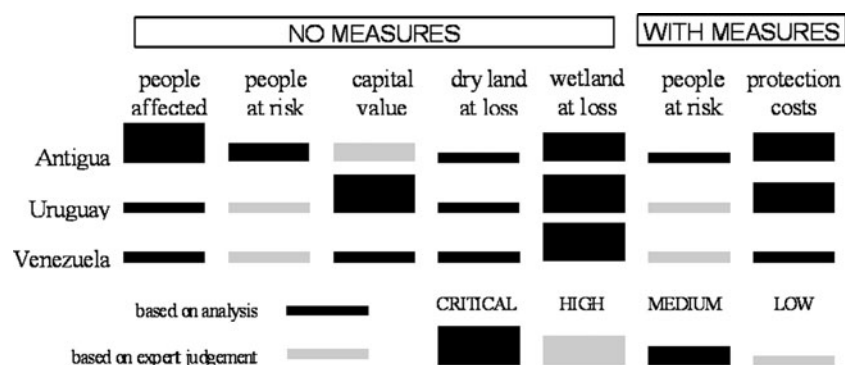 NO MEASURES WITH MEASURES
people people capital dry land wetland people protection
affected at risk value at loss at loss at risk costs
Antigua
Uruguay
Venezuela
based on analysis CRITICAL HIGH MEDIUM LOW
based on expert judgement